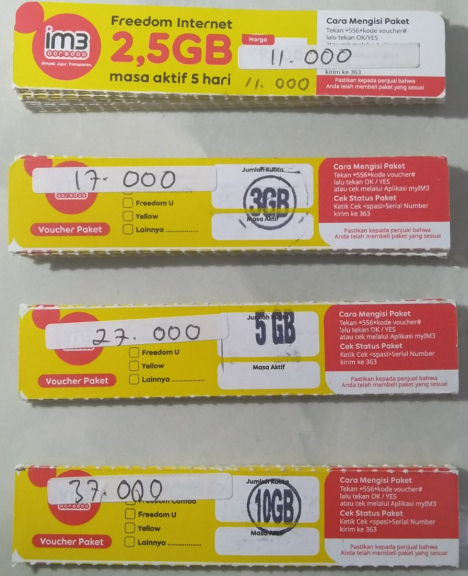 im3
OOREDOO
Simpel. Jujur. Transparan.
Freedom Internet
2,5GB
masa aktif 5 hari
Harga
11.000
11.000
Cara Mengisi Paket
Tekan *556*kode voucher#
lalu tekan OK/YES
kirim ke 363
Pastikan kepada penjual bahwa
Anda telah membeli paket yang sesuai
17.000
Freedom U
Yellow
Lainnya ..............
Voucher Paket
Jumlah Kuota
3GB
Masa Aktif
Cara Mengisi Paket
Tekan *556*kode voucher#
lalu tekan OK / YES
atau cek melalui Aplikasi myIM3
Cek Status Paket
Ketik Cek <spasi>Serial Number
kirim ke 363
Pastikan kepada penjual bahwa
Anda telah membeli paket yang sesuai
27.000
Freedom U
Yellow
Lainnya ..............
Voucher Paket
5 GB
Masa Aktif
Cara Mengisi Paket
Tekan *556*kode voucher#
lalu tekan OK / YES
atau cek melalui Aplikasi myIM3
Cek Status Paket
Ketik Cek <spasi>Serial Number
kirim ke 363
Pastikan kepada penjual bahwa
Anda telah membeli paket yang sesuai
37.000
ooredoo
Freedom Combo
Freedom U
Yellow
Lainnya ..............
Voucher Paket
Jumlah Kuota
10GB
Masa
Cara Mengisi Paket
Tekan *556*kode voucher#
lalu tekan OK / YES
atau cek melalui Aplikasi myIM3
Cek Status Paket
Ketik Cek <spasi>Serial Number
kirim ke 363
Pastikan kepada penjual bahwa
Anda telah membeli paket yang sesuai